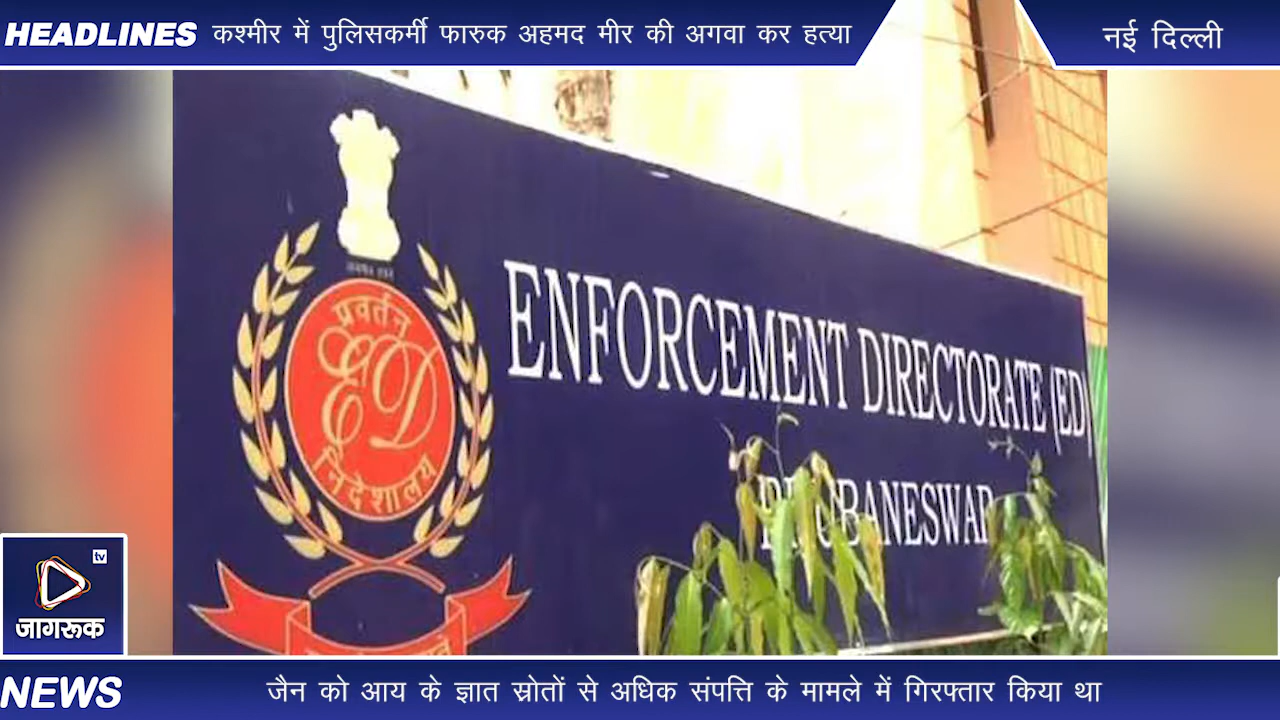 HEADLINES कश्मीर में पुलिसकर्मी फारुक अहमद मीर की अगवा कर हत्या
नई दिल्ली
प्रवर्तन
ED
निदेशालय
ENFORCEMENT DIRECTORATE (ED)
BHUBANESWAR
tv
जागरूक
NEWS जैन को आय के ज्ञात स्रोतों से अधिक संपत्ति के मामले में गिरफ्तार किया था